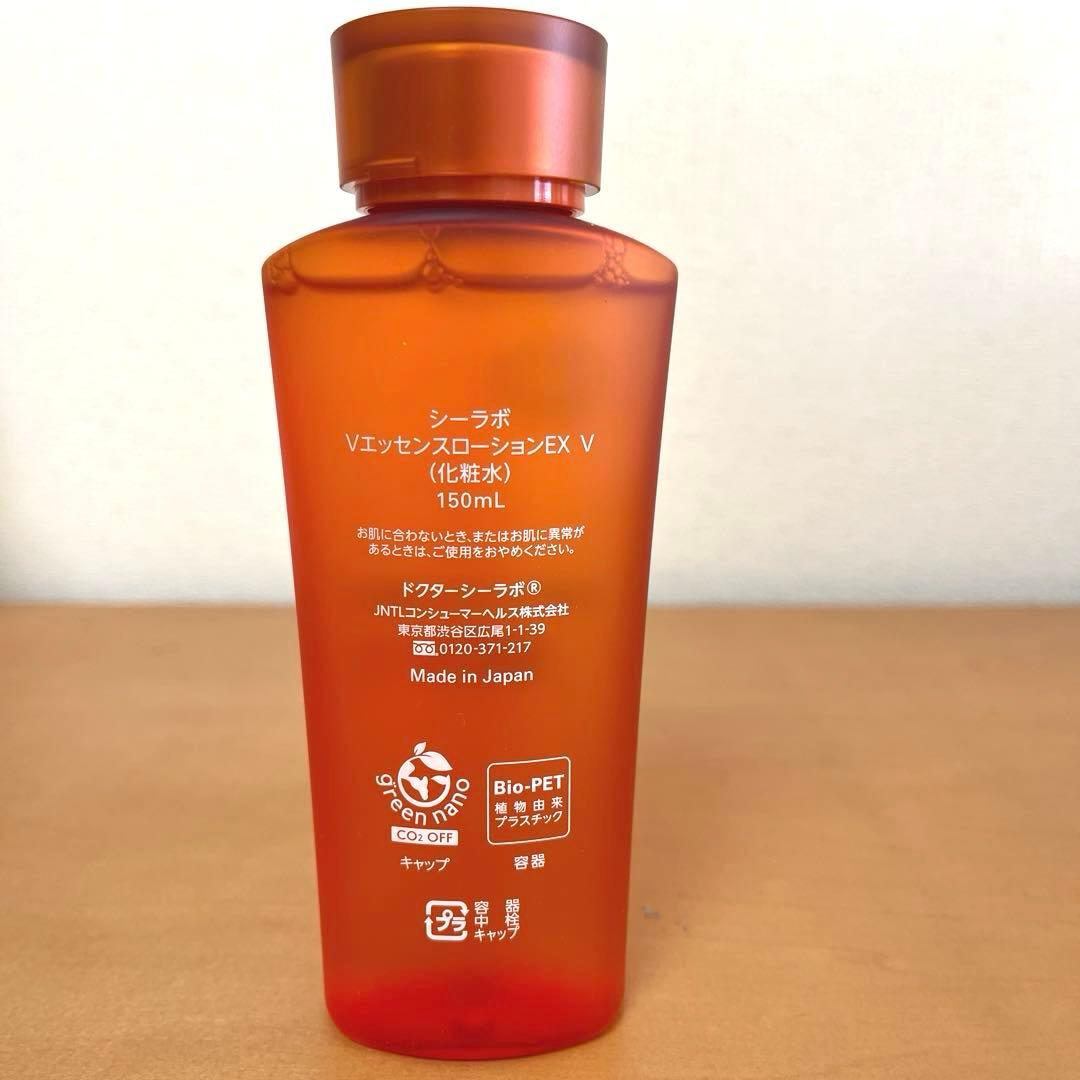 シーラボ
VエッセンスローションEX V
(化粧水)
150mL
お肌に合わないとき、またはお肌に異常が
あるときは、ご使用をおやめください。
ドクターシーラボ®
JNTLコンシューマーヘルス株式会社
東京都渋谷区広尾1-1-39
0120-371-217
Made in Japan
green nano
CO₂ OFF
キャップ
Bio-PET
植物由来
プラスチック
容器
プラ
容器
中栓
キャップ